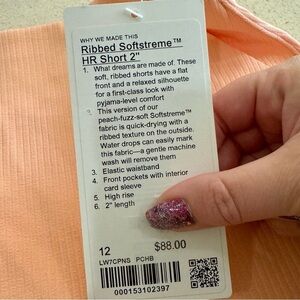 WHY WE MADE THIS
Ribbed Softstreme™
HR Short 2"
1. What dreams are made of. These
soft, ribbed shorts have a flat
front and a relaxed silhouette
for a first-class look with
pyjama-level comfort
2. This version of our
peach-fuzz-soft Softstreme™
fabric is quick-drying with a
ribbed texture on the outside.
Water drops can easily mark
this fabric—a gentle machine
wash will remove them
3. Elastic waistband
4. Front pockets with interior
card sleeve
5. High rise
6. 2" length
12 $88.00
LW7CPNS PCHB
000153102397